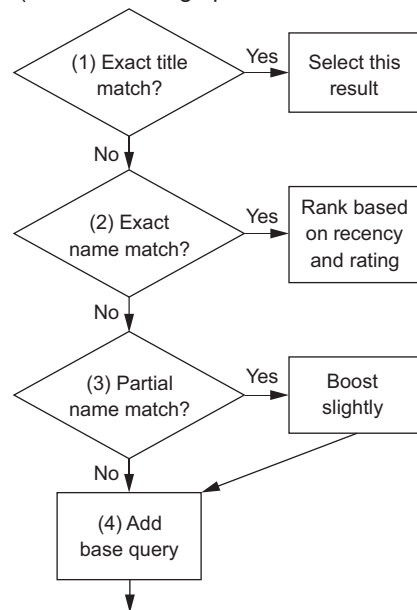 (1) Exact title
match?
Yes
Select this
result
No
(2) Exact
name match?
Yes
Rank based
on recency
and rating
No
(3) Partial
name match?
Yes
Boost
slightly
No
(4) Add
base query